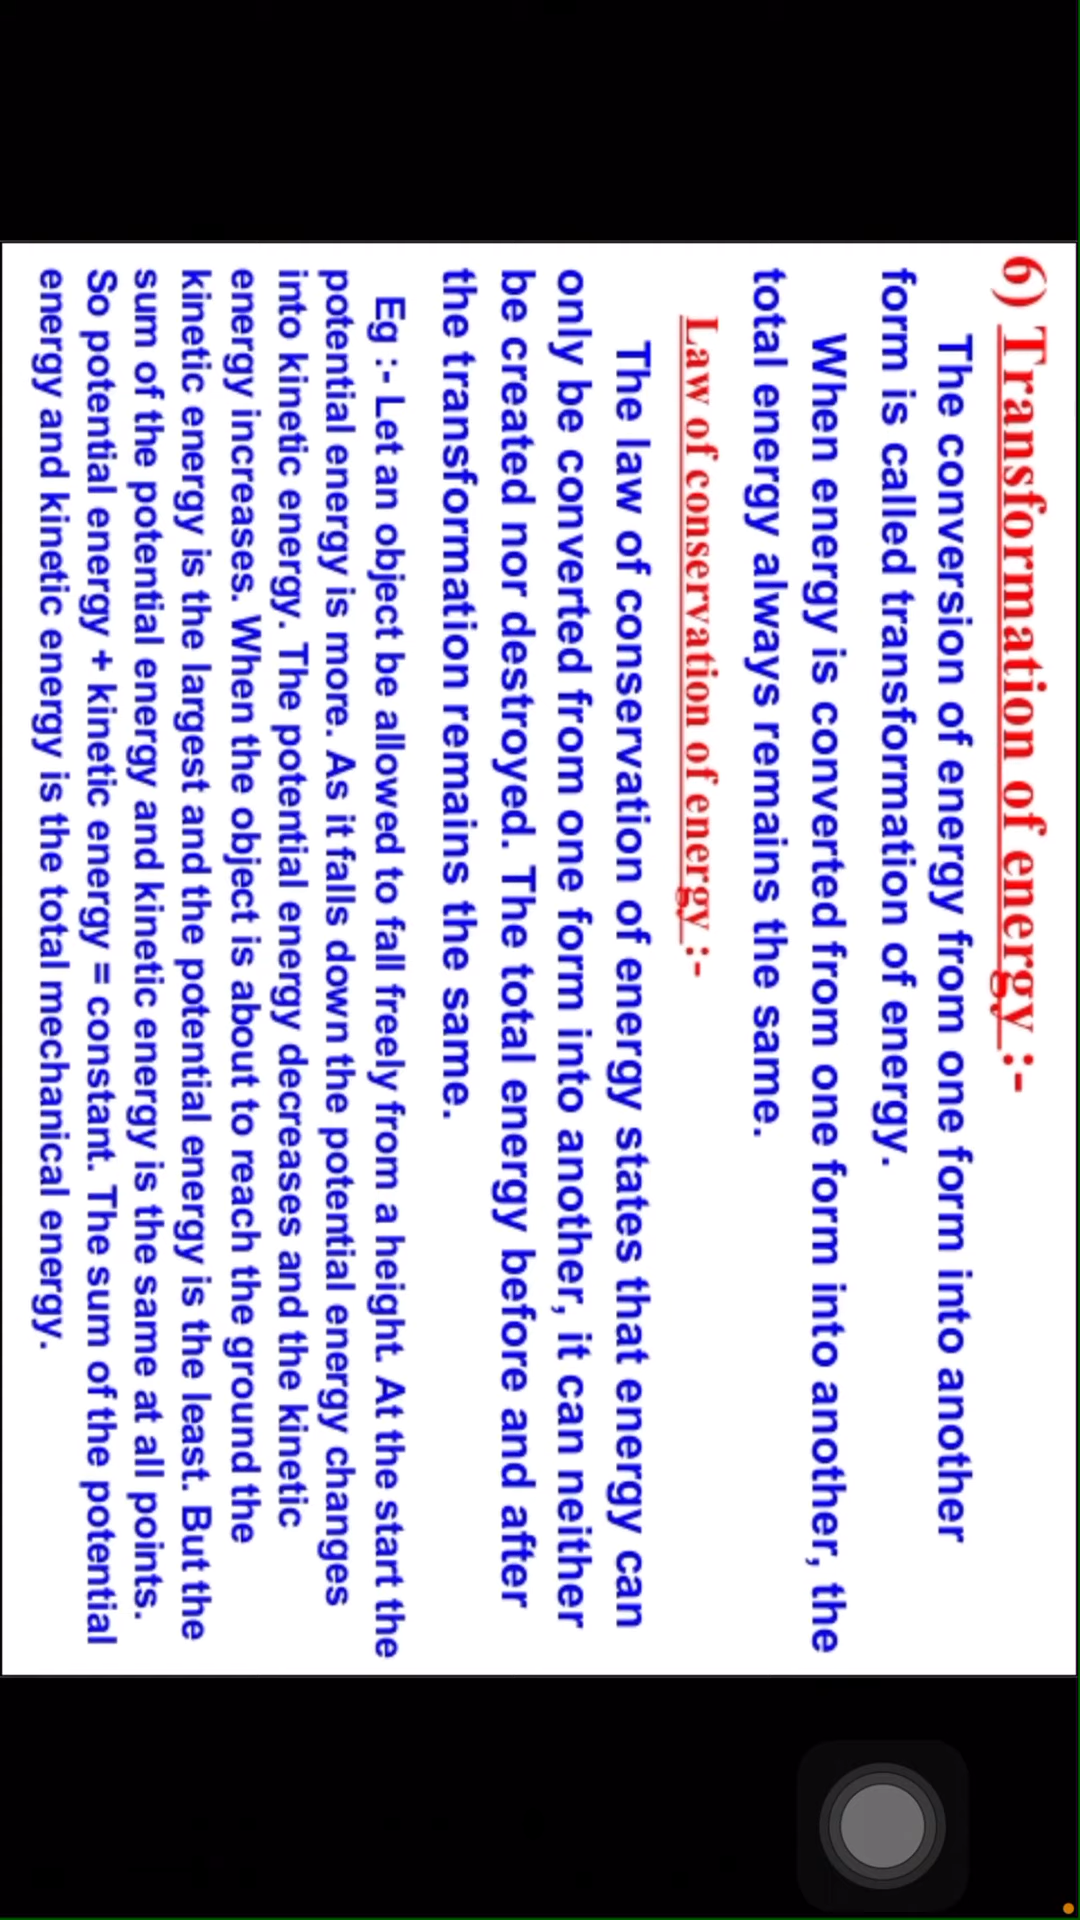 6) Transformation of energy :-
The conversion of energy from one form into another
form is called transformation of energy.
When energy is converted from one form into another, the
total energy always remains the same.
Law of conservation of energy :-
The law of conservation of energy states that energy can
only be converted from one form into another, it can neither
be created nor destroyed. The total energy before and after
the transformation remains the same.
Eg :- Let an object be allowed to fall freely from a height. At the start the
potential energy is more. As it falls down the potential energy changes
into kinetic energy. The potential energy decreases and the kinetic
energy increases. When the object is about to reach the ground the
kinetic energy is the largest and the potential energy is the least. But the
sum of the potential energy and kinetic energy is the same at all points.
So potential energy + kinetic energy = constant. The sum of the potential
energy and kinetic energy is the total mechanical energy.